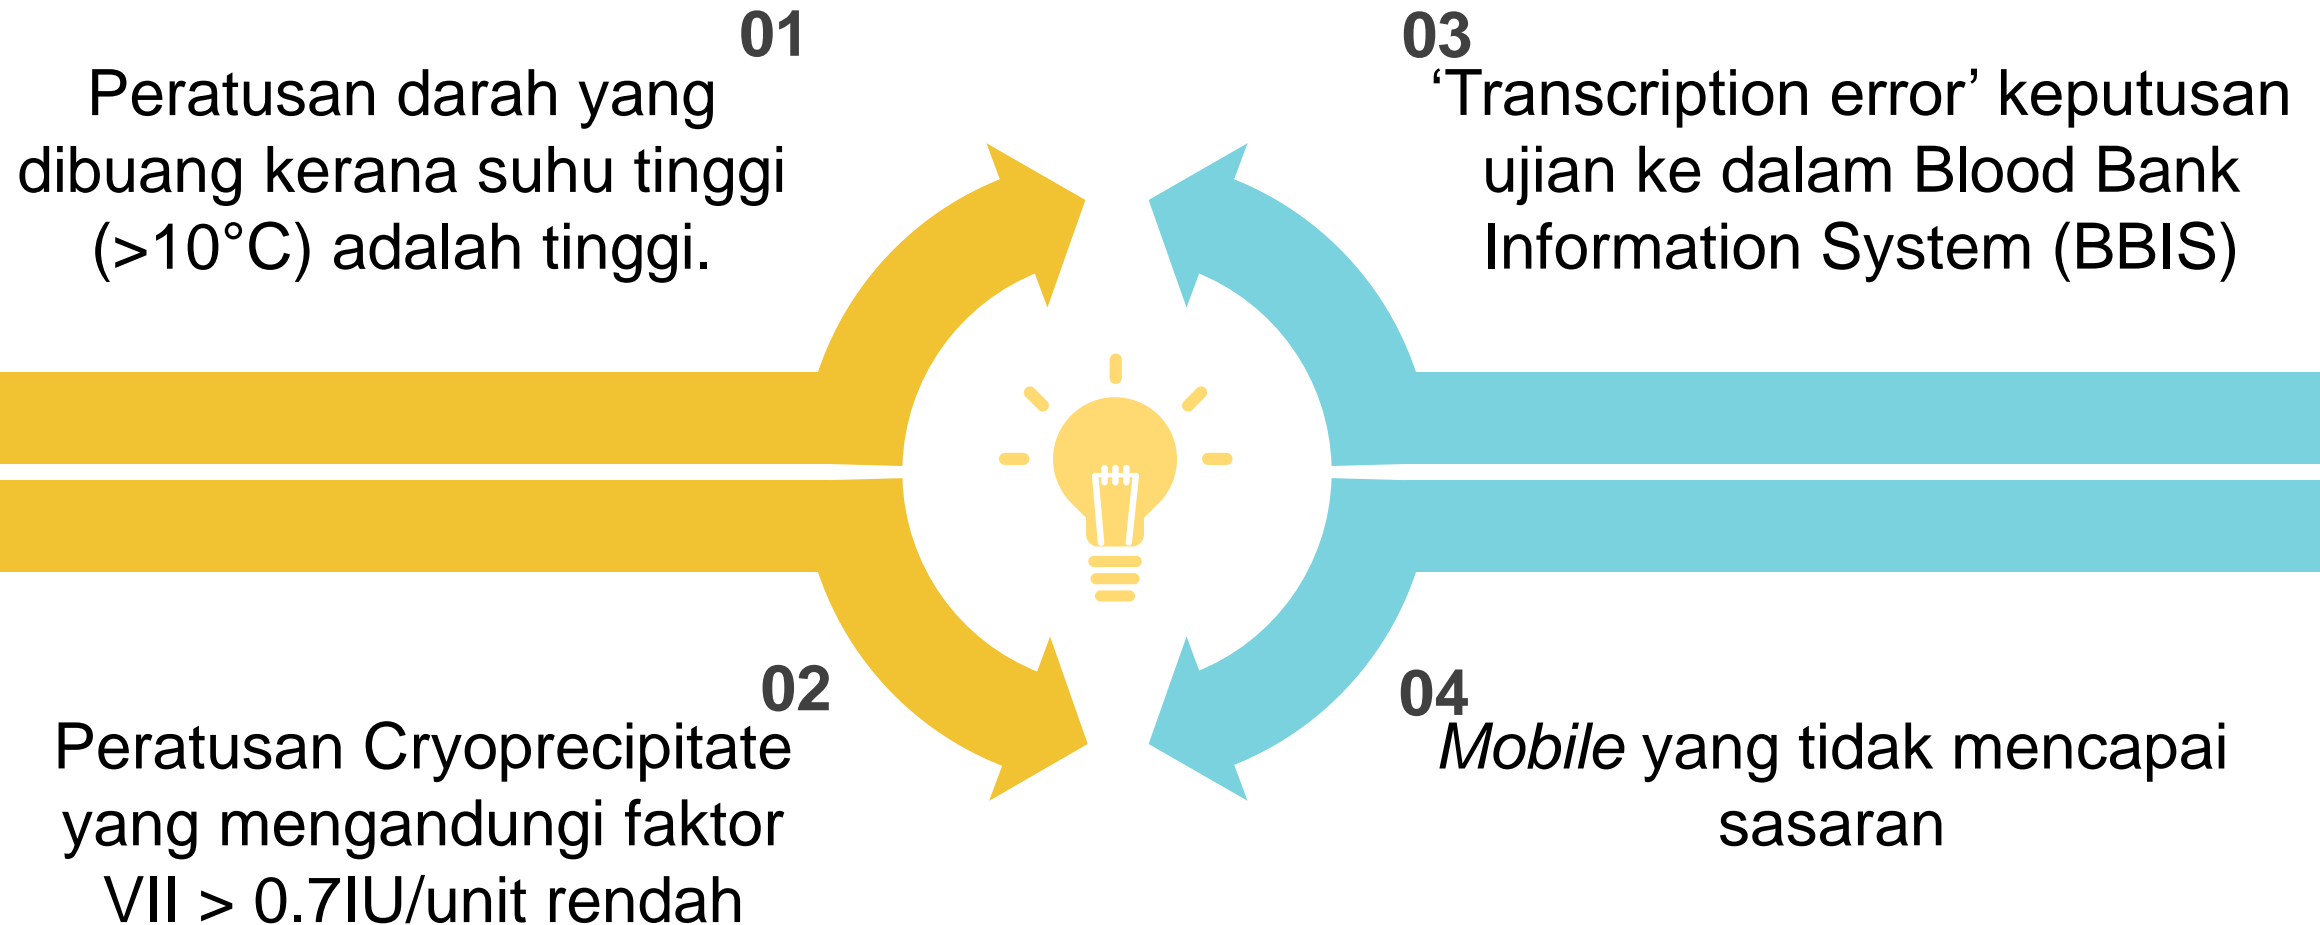 01
Peratusan darah yang
dibuang kerana suhu tinggi
(>10°C) adalah tinggi.
02
Peratusan Cryoprecipitate
yang mengandungi faktor
VII > 0.7IU/unit rendah
03
‘Transcription error’ keputusan
ujian ke dalam Blood Bank
Information System (BBIS)
04
Mobile yang tidak mencapai
sasaran